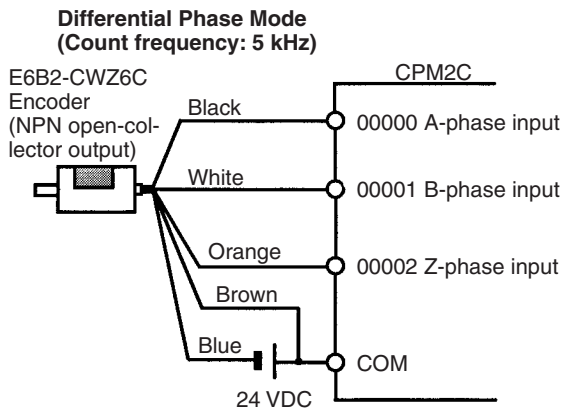 Differential Phase Mode
(Count frequency: 5 kHz)
E6B2-CWZ6C
Encoder
(NPN open-col-
lector output)
CPM2C
Black
00000 A-phase input
White
00001 B-phase input
Orange
00002 Z-phase input
Brown
Blue
COM
24 VDC